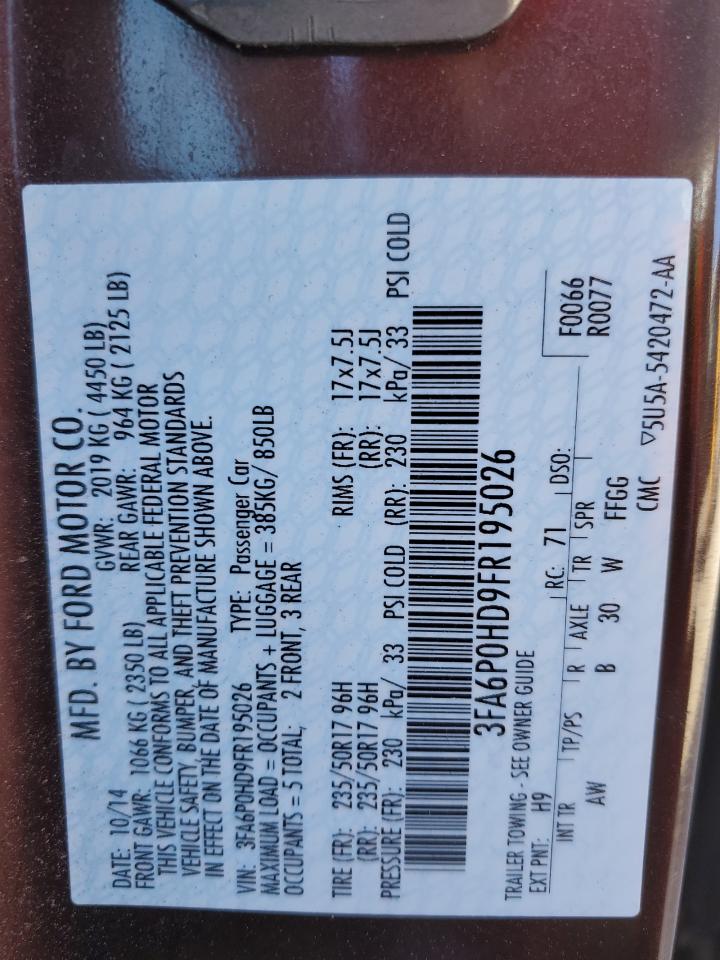 MFD. BY FORD MOTOR CO.
DATE: 10/14 GVWR: 2019 KG ( 4450 LB)
FRONT GAWR: 1066 KG ( 2350 LB) REAR GAWR: 964 KG ( 2125 LB)
THIS VEHICLE CONFORMS TO ALL APPLICABLE FEDERAL MOTOR
VEHICLE SAFETY, BUMPER, AND THEFT PREVENTION STANDARDS
IN EFFECT ON THE DATE OF MANUFACTURE SHOWN ABOVE.
VIN: 3FA6P0HD9FR195026 TYPE: Passenger Car
MAXIMUM LOAD = OCCUPANTS + LUGGAGE = 385KG/ 850LB
OCCUPANTS = 5 TOTAL; 2 FRONT, 3 REAR
TIRE (FR): 235/50R17 96H RIMS (FR): 17x7.5J
(RR): 235/50R17 96H (RR): 17x7.5J
PRESSURE (FR): 230 kPa/ 33 PSI COLD (RR): 230 kPa/ 33 PSI COLD
3FA6P0HD9FR195026
TRAILER TOWING - SEE OWNER GUIDE
EXT PNT: H9 RC: 71 DSO: F0066
R0077
INT TR TP/PS R AXLE TR SPR
AW B 30 W FFGG
CMC ▽5U5A-5420472-AA